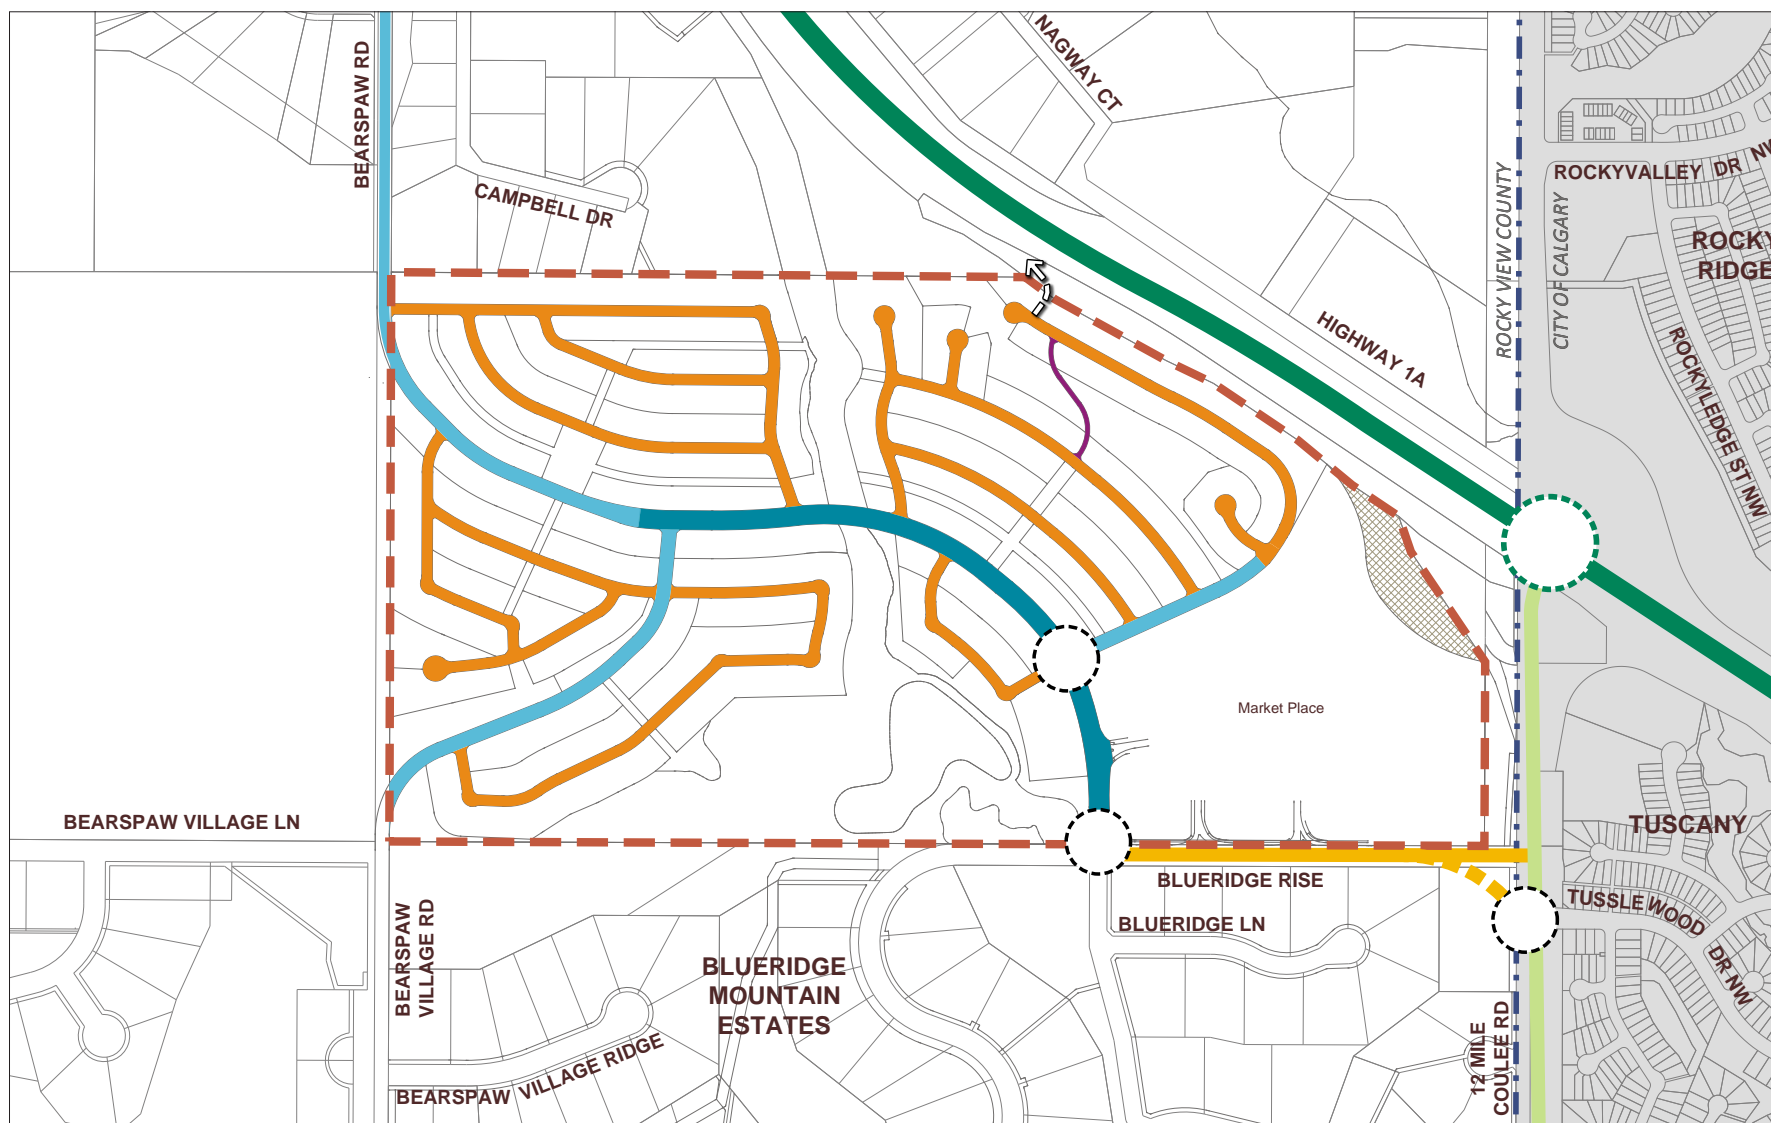 NAGWAY CT
BEARSPAW RD
CAMPBELL DR
ROCKY VIEW COUNTY
CITY OF CALGARY
ROCKYVALLEY DR NW
ROCKY
RIDGE
HIGHWAY 1A
ROCKYLEDGE ST NW
Market Place
BEARSPAW VILLAGE LN
TUSCANY
BLUERIDGE RISE
BLUERIDGE LN
TUSSLE WOOD
DR NW
BEARSPAW
VILLAGE RD
BLUERIDGE
MOUNTAIN
ESTATES
12 MILE
COULEE RD
BEARSPAW VILLAGE RIDGE